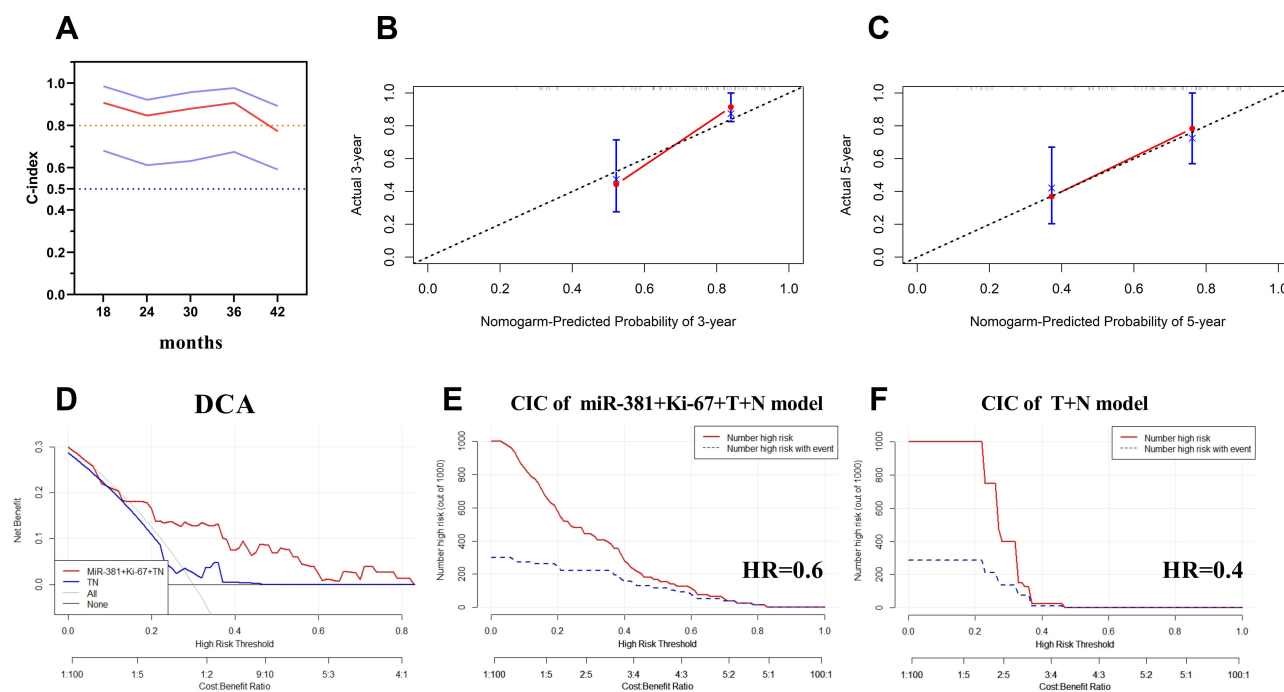 A
C-index
1.0
0.8
0.6
0.5
0.4
0.2
0.0
18 24 30 36 42
months
B
Actual 3-year
0.0 0.2 0.4 0.6 0.8 1.0
0.0 0.2 0.4 0.6 0.8 1.0
Nomogarm-Predicted Probability of 3-year
C
Actual 5-year
0.0 0.2 0.4 0.6 0.8 1.0
0.0 0.2 0.4 0.6 0.8 1.0
Nomogarm-Predicted Probability of 5-year
D
DCA
Net Benefit
0.3
0.2
0.1
0.0
MiR-381+Ki-67+TN
TN
All
None
0.0 0.2 0.4 0.6 0.8
High Risk Threshold
1:100 1:5 1:2 9:10 5:3 4:1
Cost:Benefit Ratio
E
CIC of miR-381+Ki-67+T+N model
Number high risk
Number high risk with event
Number high risk (out of 1000)
1000
800
600
400
200
0
HR=0.6
0.0 0.2 0.4 0.6 0.8 1.0
High Risk Threshold
1:100 1:5 2:5 3:4 4:3 5:2 5:1 100:1
Cost:Benefit Ratio
F
CIC of T+N model
Number high risk
Number high risk with event
Number high risk (out of 1000)
1000
800
600
400
200
0
HR=0.4
0.0 0.2 0.4 0.6 0.8 1.0
High Risk Threshold
1:100 1:5 2:5 3:4 4:3 5:2 5:1 100:1
Cost:Benefit Ratio